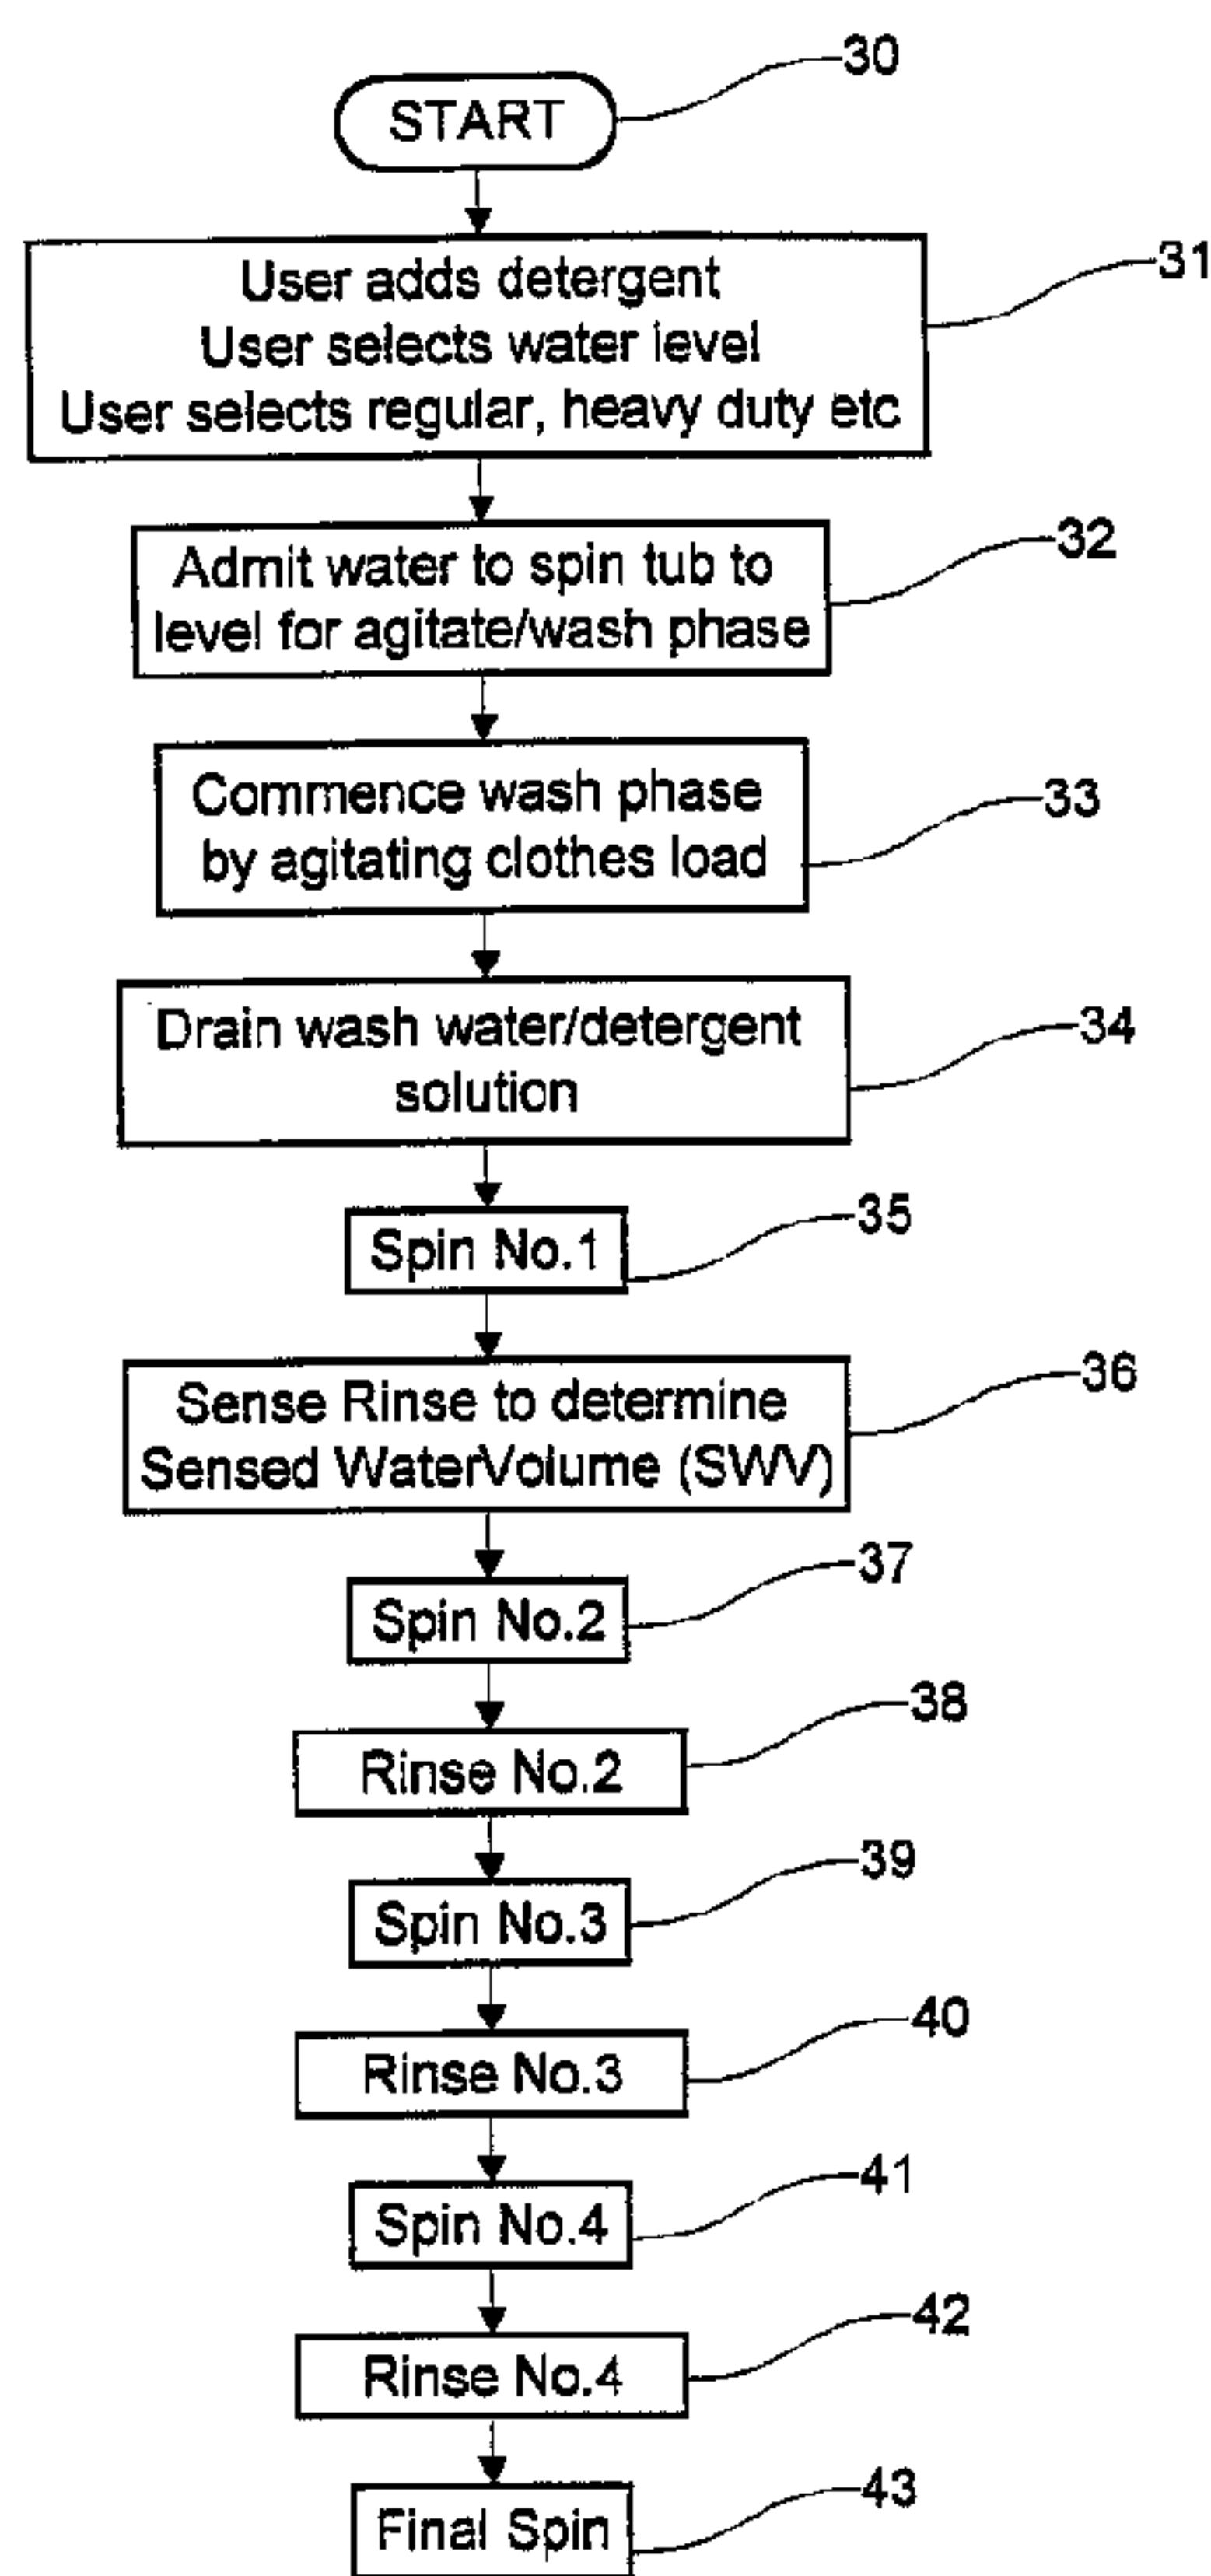 30
START
31
User adds detergent
User selects water level
User selects regular, heavy duty etc
32
Admit water to spin tub to
level for agitate/wash phase
33
Commence wash phase
by agitating clothes load
34
Drain wash water/detergent
solution
35
Spin No.1
36
Sense Rinse to determine
Sensed WaterVolume (SWV)
37
Spin No.2
38
Rinse No.2
39
Spin No.3
40
Rinse No.3
41
Spin No.4
42
Rinse No.4
43
Final Spin